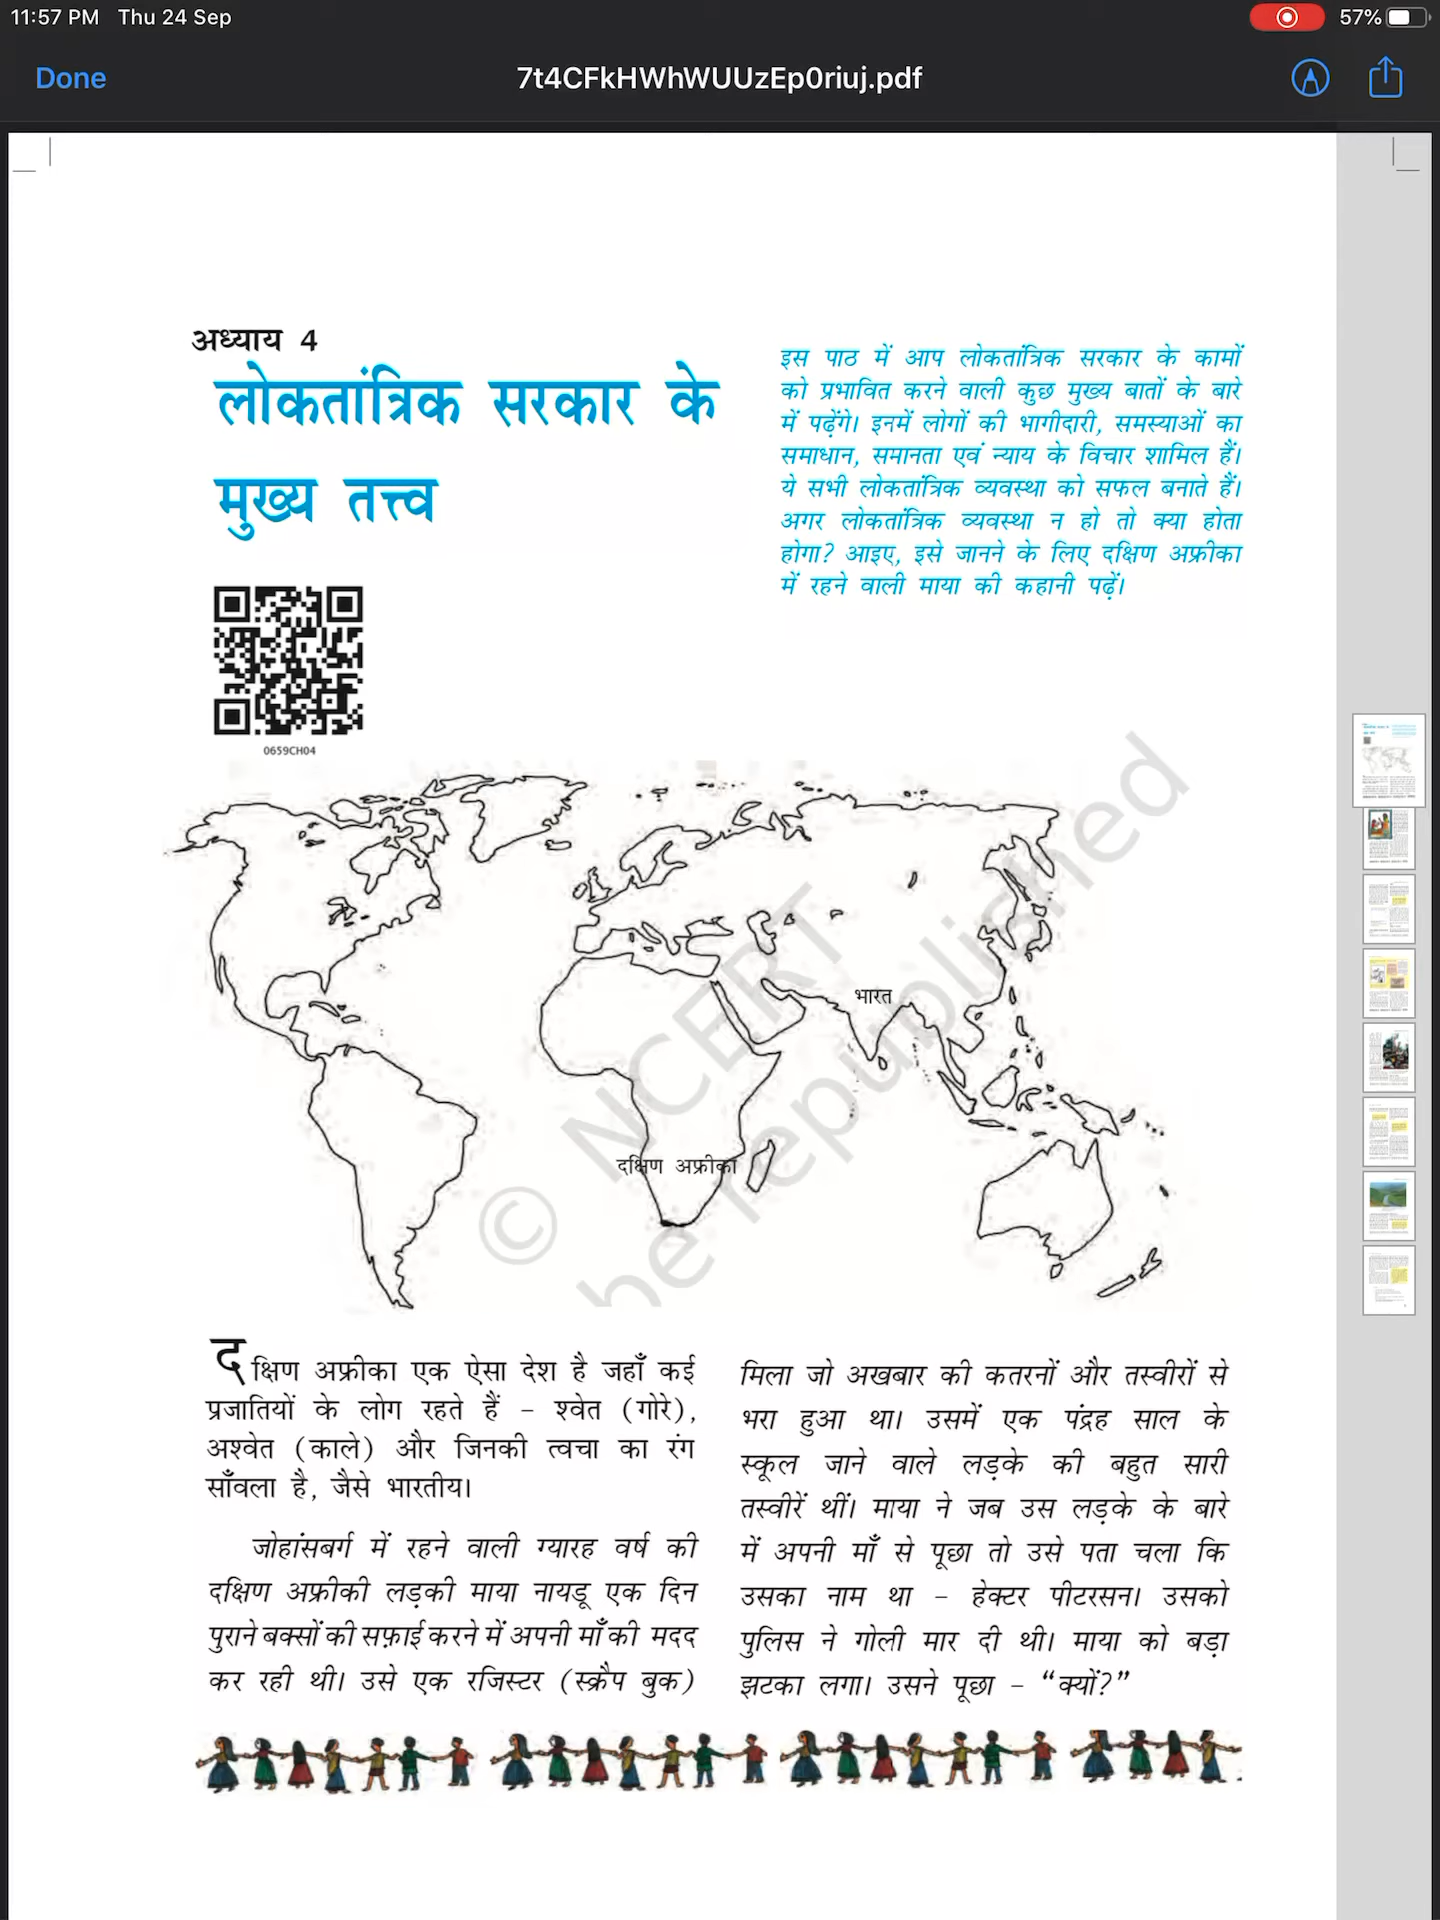 11:57 PM Thu 24 Sep
57%
Done
7t4CFkHWhWUUzEp0riuj.pdf
अध्याय 4
लोकतांत्रिक सरकार के
मुख्य तत्त्व
इस पाठ में आप लोकतांत्रिक सरकार के कामों
को प्रभावित करने वाली कुछ मुख्य बातों के बारे
में पढ़ेंगे। इनमें लोगों की भागीदारी, समस्याओं का
समाधान, समानता एवं न्याय के विचार शामिल हैं।
ये सभी लोकतांत्रिक व्यवस्था को सफल बनाते हैं।
अगर लोकतांत्रिक व्यवस्था न हो तो क्या होता
होगा? आइए, इसे जानने के लिए दक्षिण अफ्रीका
में रहने वाली माया की कहानी पढ़ें।
0659CH04
भारत
दक्षिण अफ्रीका
© NCERT
be republished
दक्षिण अफ्रीका एक ऐसा देश है जहाँ कई
प्रजातियों के लोग रहते हैं – श्वेत (गोरे),
अश्वेत (काले) और जिनकी त्वचा का रंग
साँवला है, जैसे भारतीय।
जोहांसबर्ग में रहने वाली ग्यारह वर्ष की
दक्षिण अफ्रीकी लड़की माया नायडू एक दिन
पुराने बक्सों की सफ़ाई करने में अपनी माँ की मदद
कर रही थी। उसे एक रजिस्टर (स्क्रैप बुक)
मिला जो अखबार की कतरनों और तस्वीरों से
भरा हुआ था। उसमें एक पंद्रह साल के
स्कूल जाने वाले लड़के की बहुत सारी
तस्वीरें थीं। माया ने जब उस लड़के के बारे
में अपनी माँ से पूछा तो उसे पता चला कि
उसका नाम था – हेक्टर पीटरसन। उसको
पुलिस ने गोली मार दी थी। माया को बड़ा
झटका लगा। उसने पूछा – “क्यों?”